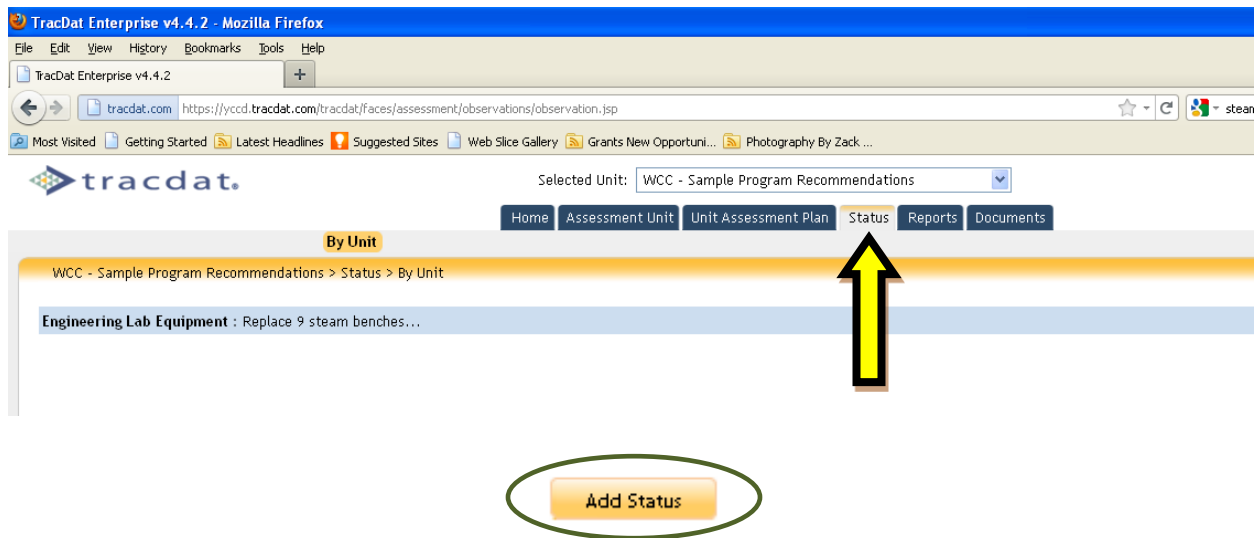 TracDat Enterprise v4.4.2 - Mozilla Firefox
File Edit View History Bookmarks Tools Help
TracDat Enterprise v4.4.2 +
tracdat.com https://yccd.tracdat.com/tracdat/faces/assessment/observations/observation.jsp
Most Visited Getting Started Latest Headlines Suggested Sites Web Slice Gallery Grants New Opportuni... Photography By Zack ...
tracdat. Selected Unit: WCC - Sample Program Recommendations
Home Assessment Unit Unit Assessment Plan Status Reports Documents
By Unit
WCC - Sample Program Recommendations > Status > By Unit
Engineering Lab Equipment : Replace 9 steam benches...
Add Status